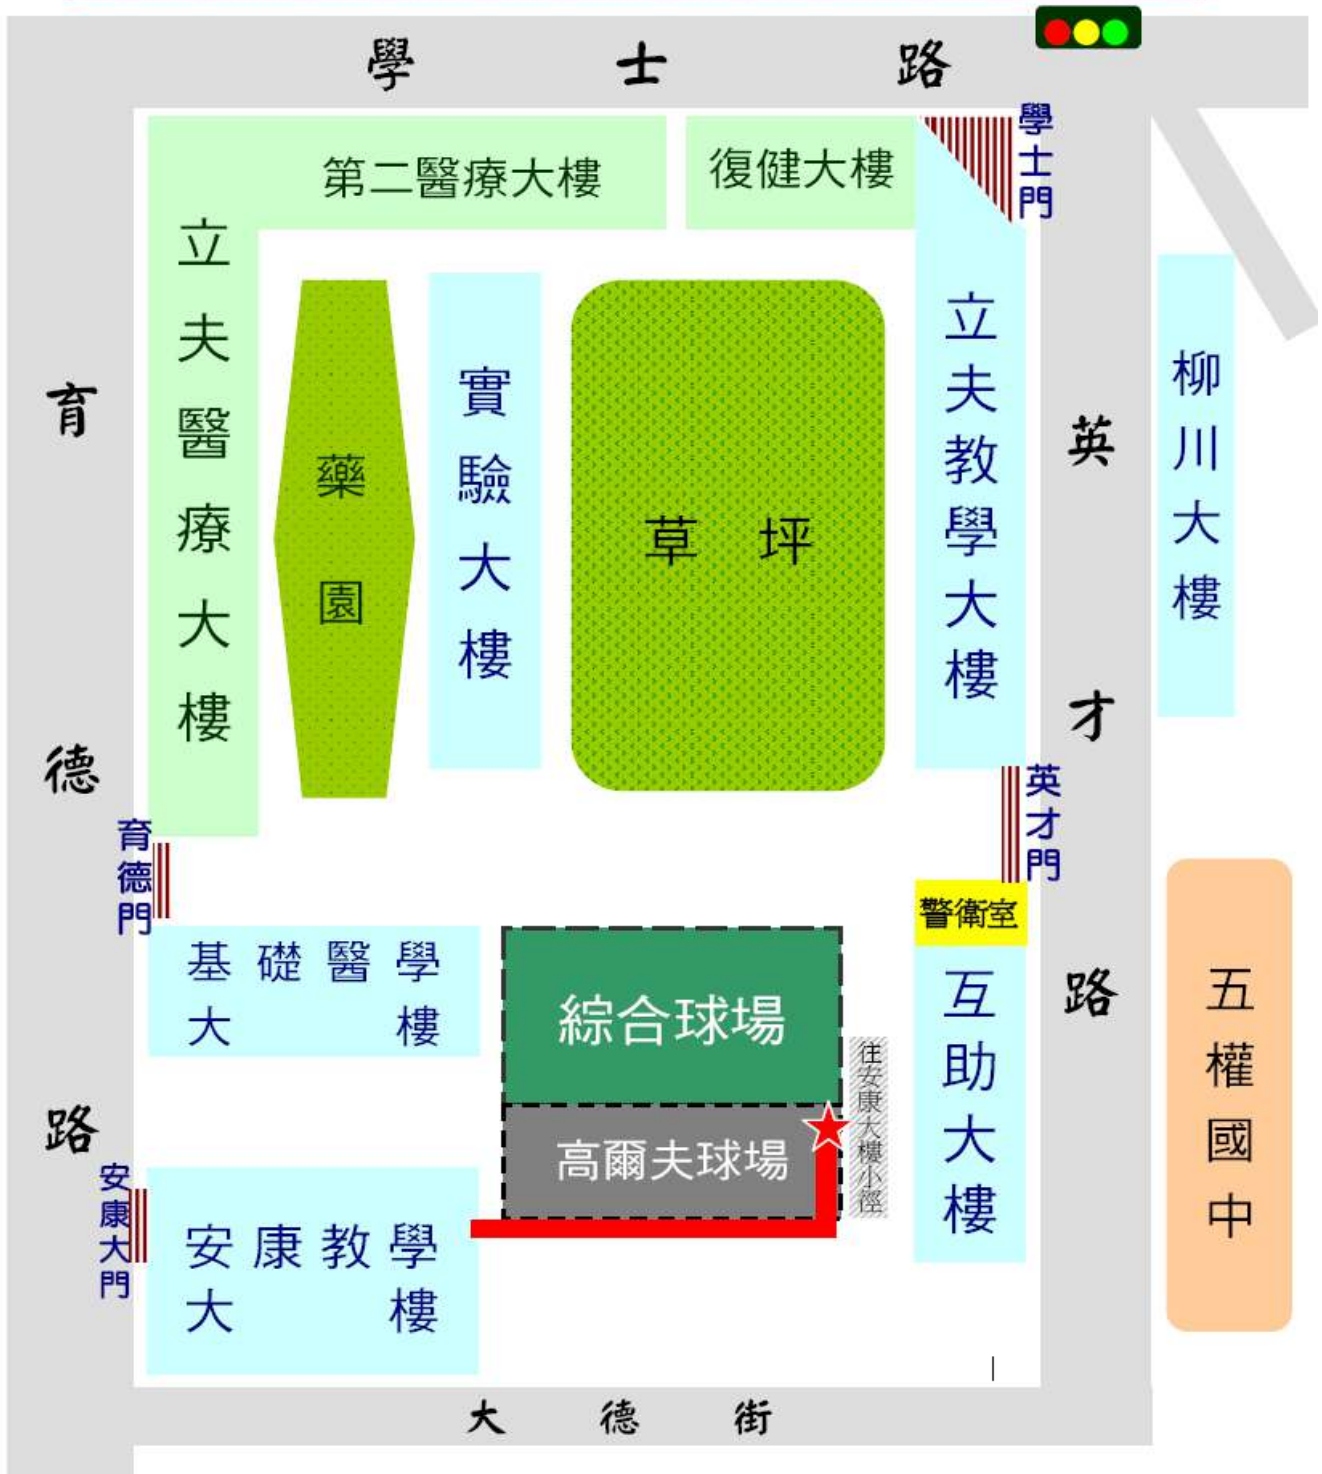 學士路
學士門
第二醫療大樓
復健大樓
立夫醫療大樓
藥園
實驗大樓
草坪
立夫教學大樓
柳川大樓
育德路
英才路
育德門
英才門
警衛室
基礎醫學
大樓
綜合球場
高爾夫球場
往安康大樓小徑
互助大樓
五權國中
安康大門
安康教學
大樓
大德街